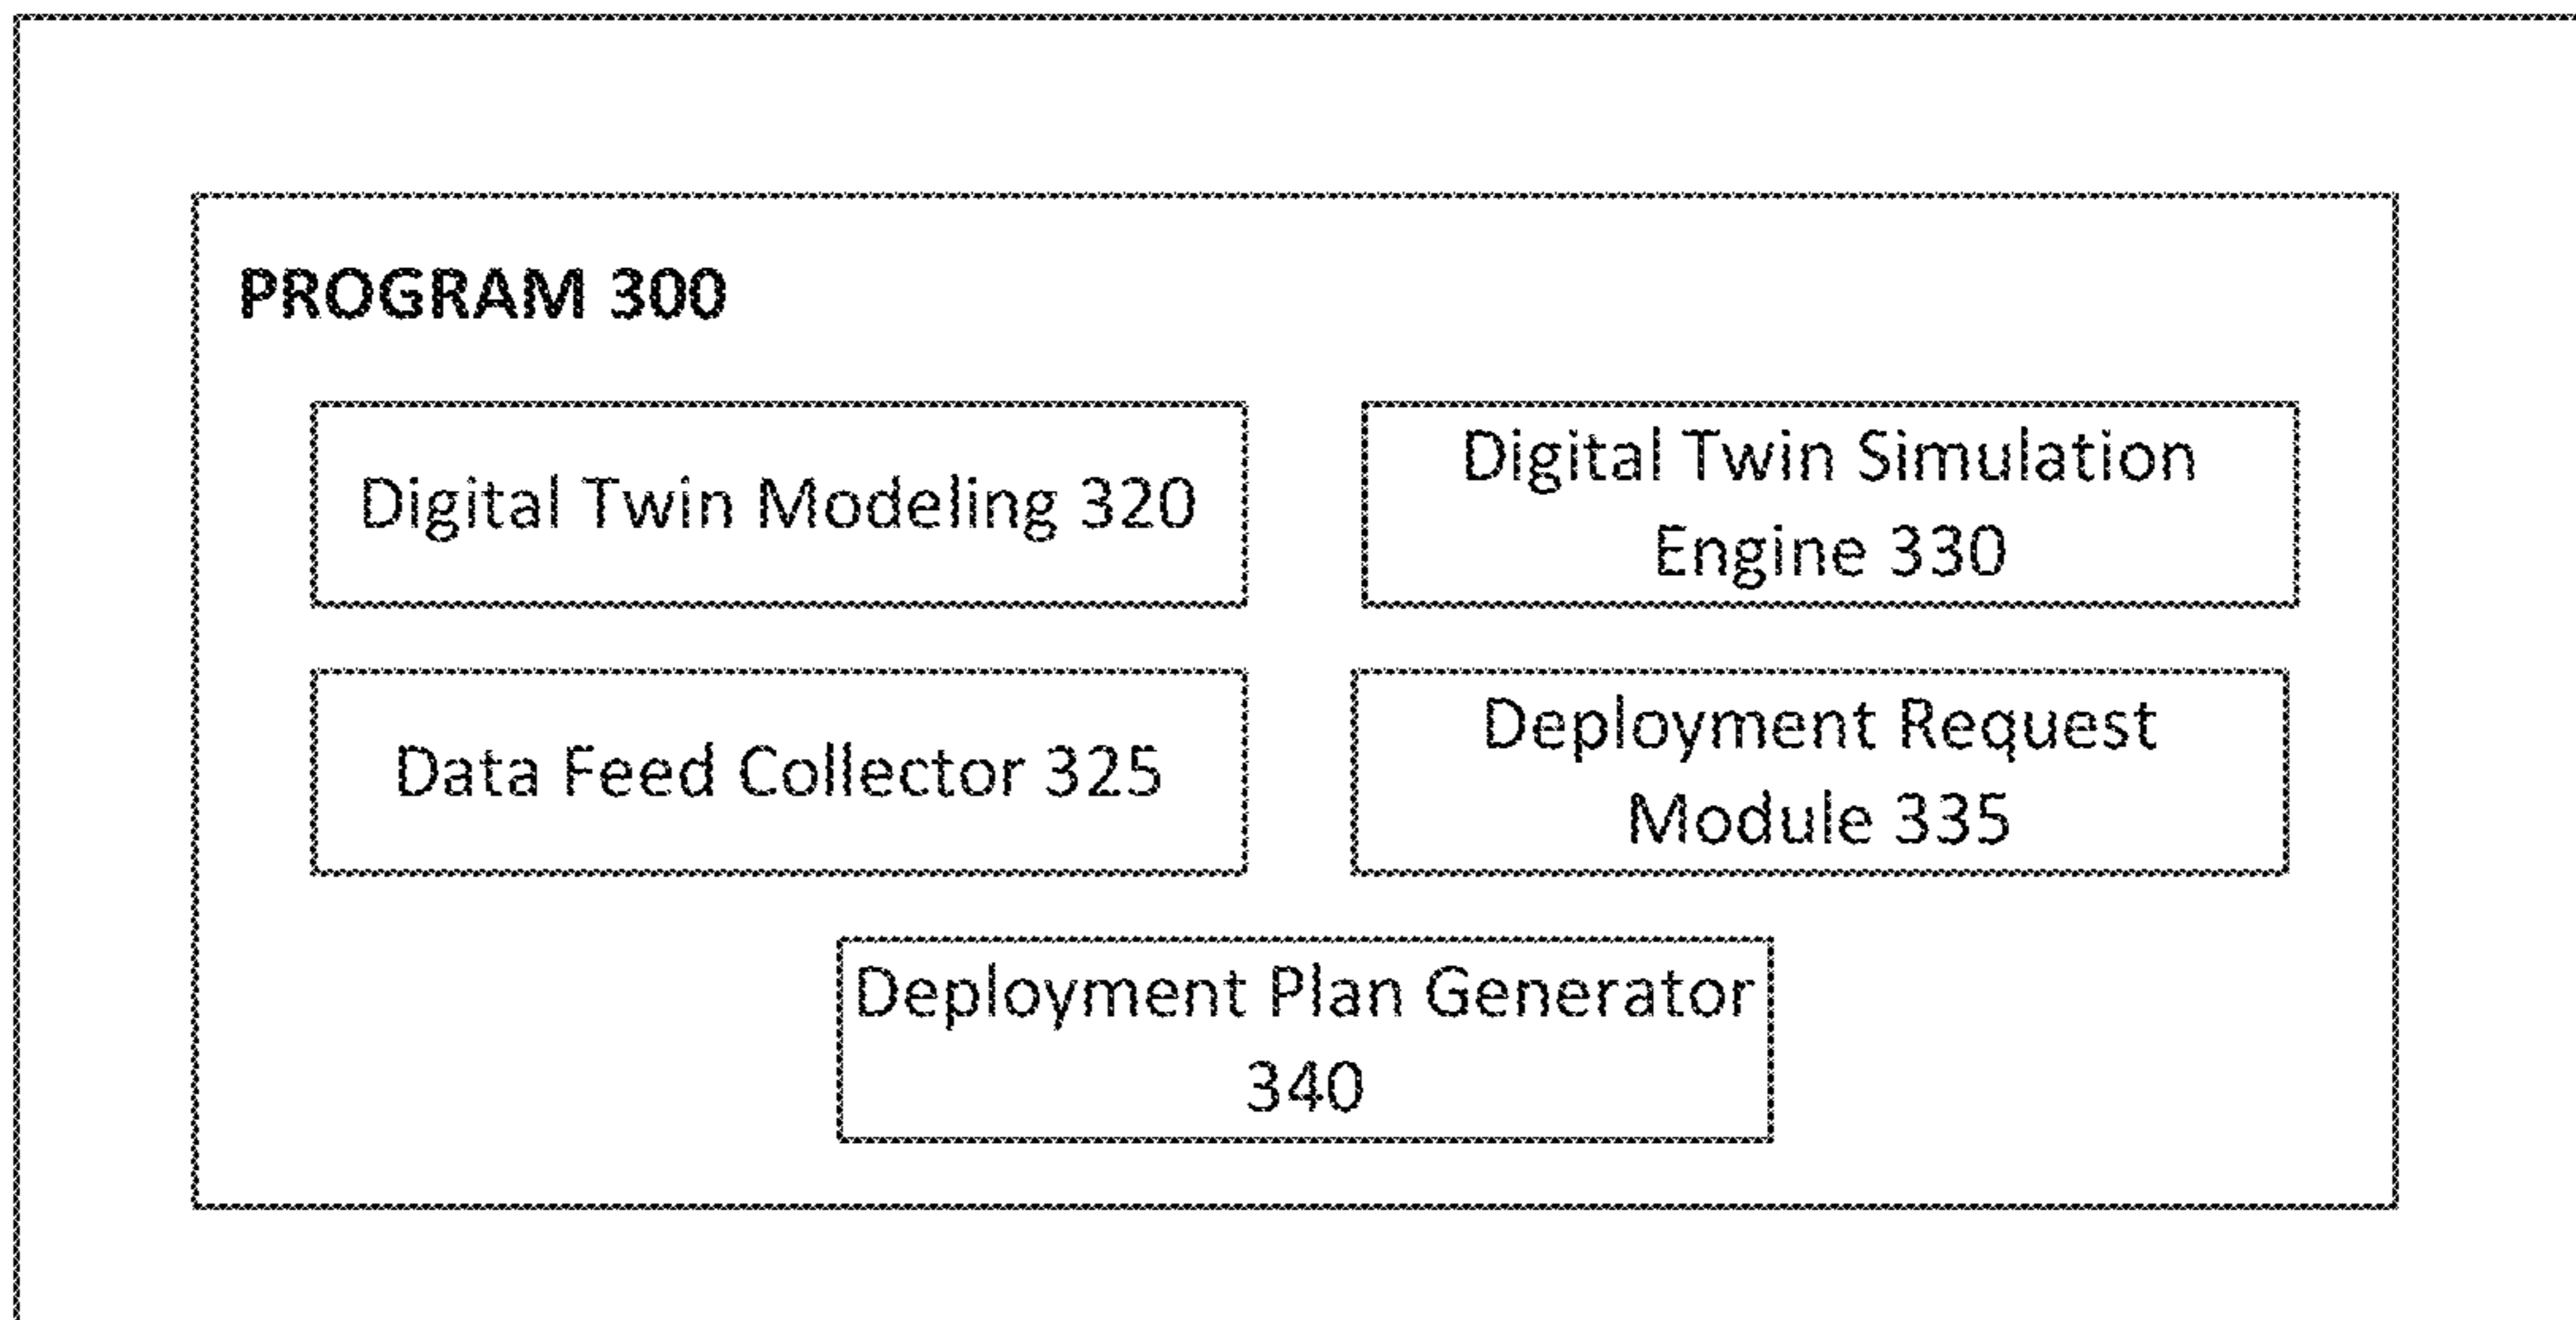 PROGRAM 300
Digital Twin Modeling 320
Digital Twin Simulation
Engine 330
Data Feed Collector 325
Deployment Request
Module 335
Deployment Plan Generator
340